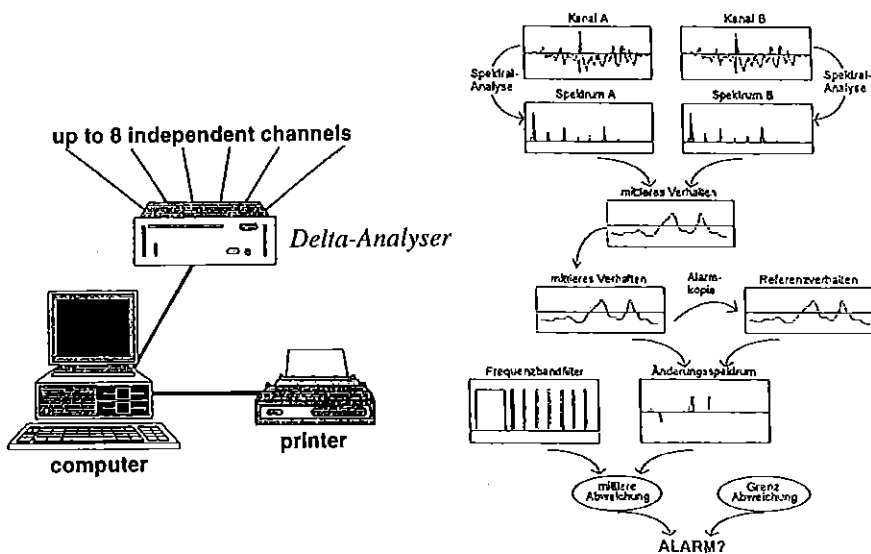 up to 8 independent channels
Delta-Analyser
computer
printer
Kanal A
Kanal B
Spektral-
Analyse
Spektral-
Analyse
Spektrum A
Spektrum B
mittleres Verhalten
mittleres Verhalten
Alarm-
kopie
Referenzverhalten
Frequenzbandfilter
Änderungsspektrum
mittlere
Abweichung
Grenz
Abweichung
ALARM?